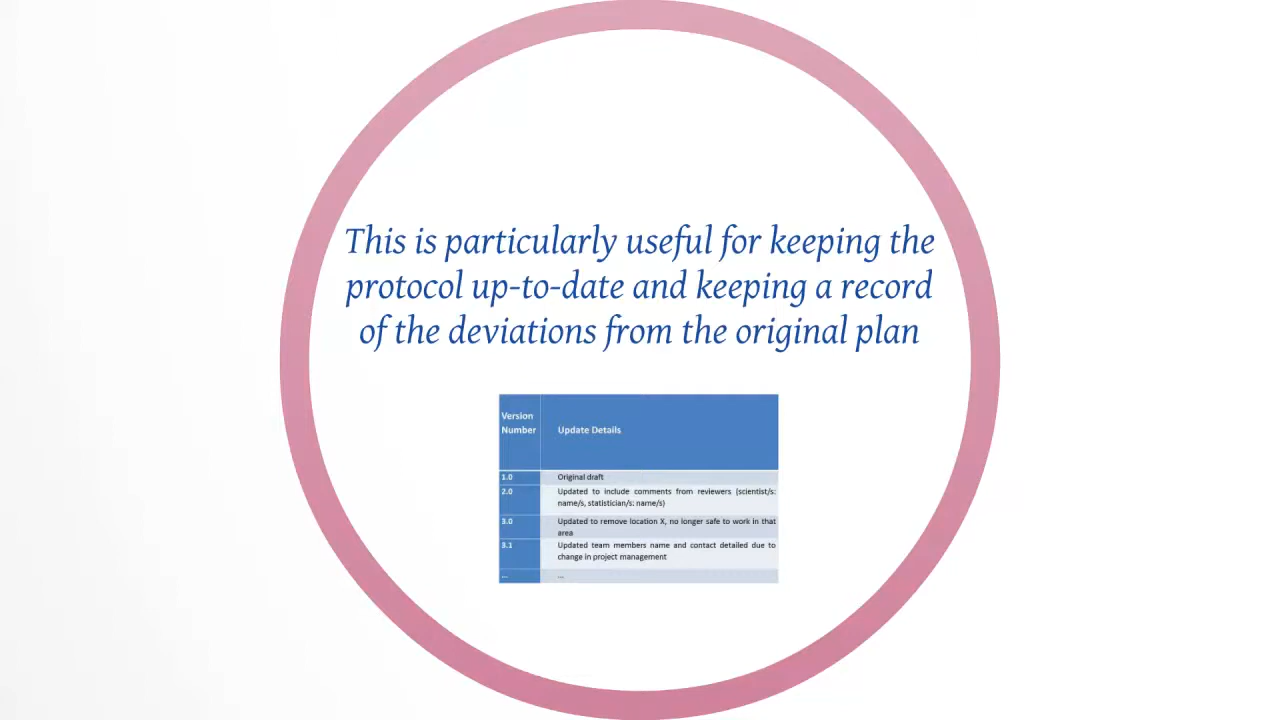 This is particularly useful for keeping the
protocol up-to-date and keeping a record
of the deviations from the original plan
Version
Number
Update Details
1.0
Original draft
2.0
Updated to include comments from reviewers (scientist/s:
name/s, statistician/s: name/s)
3.0
Updated to remove location X, no longer safe to work in that
area
3.1
Updated team members name and contact detailed due to
change in project management
...
...